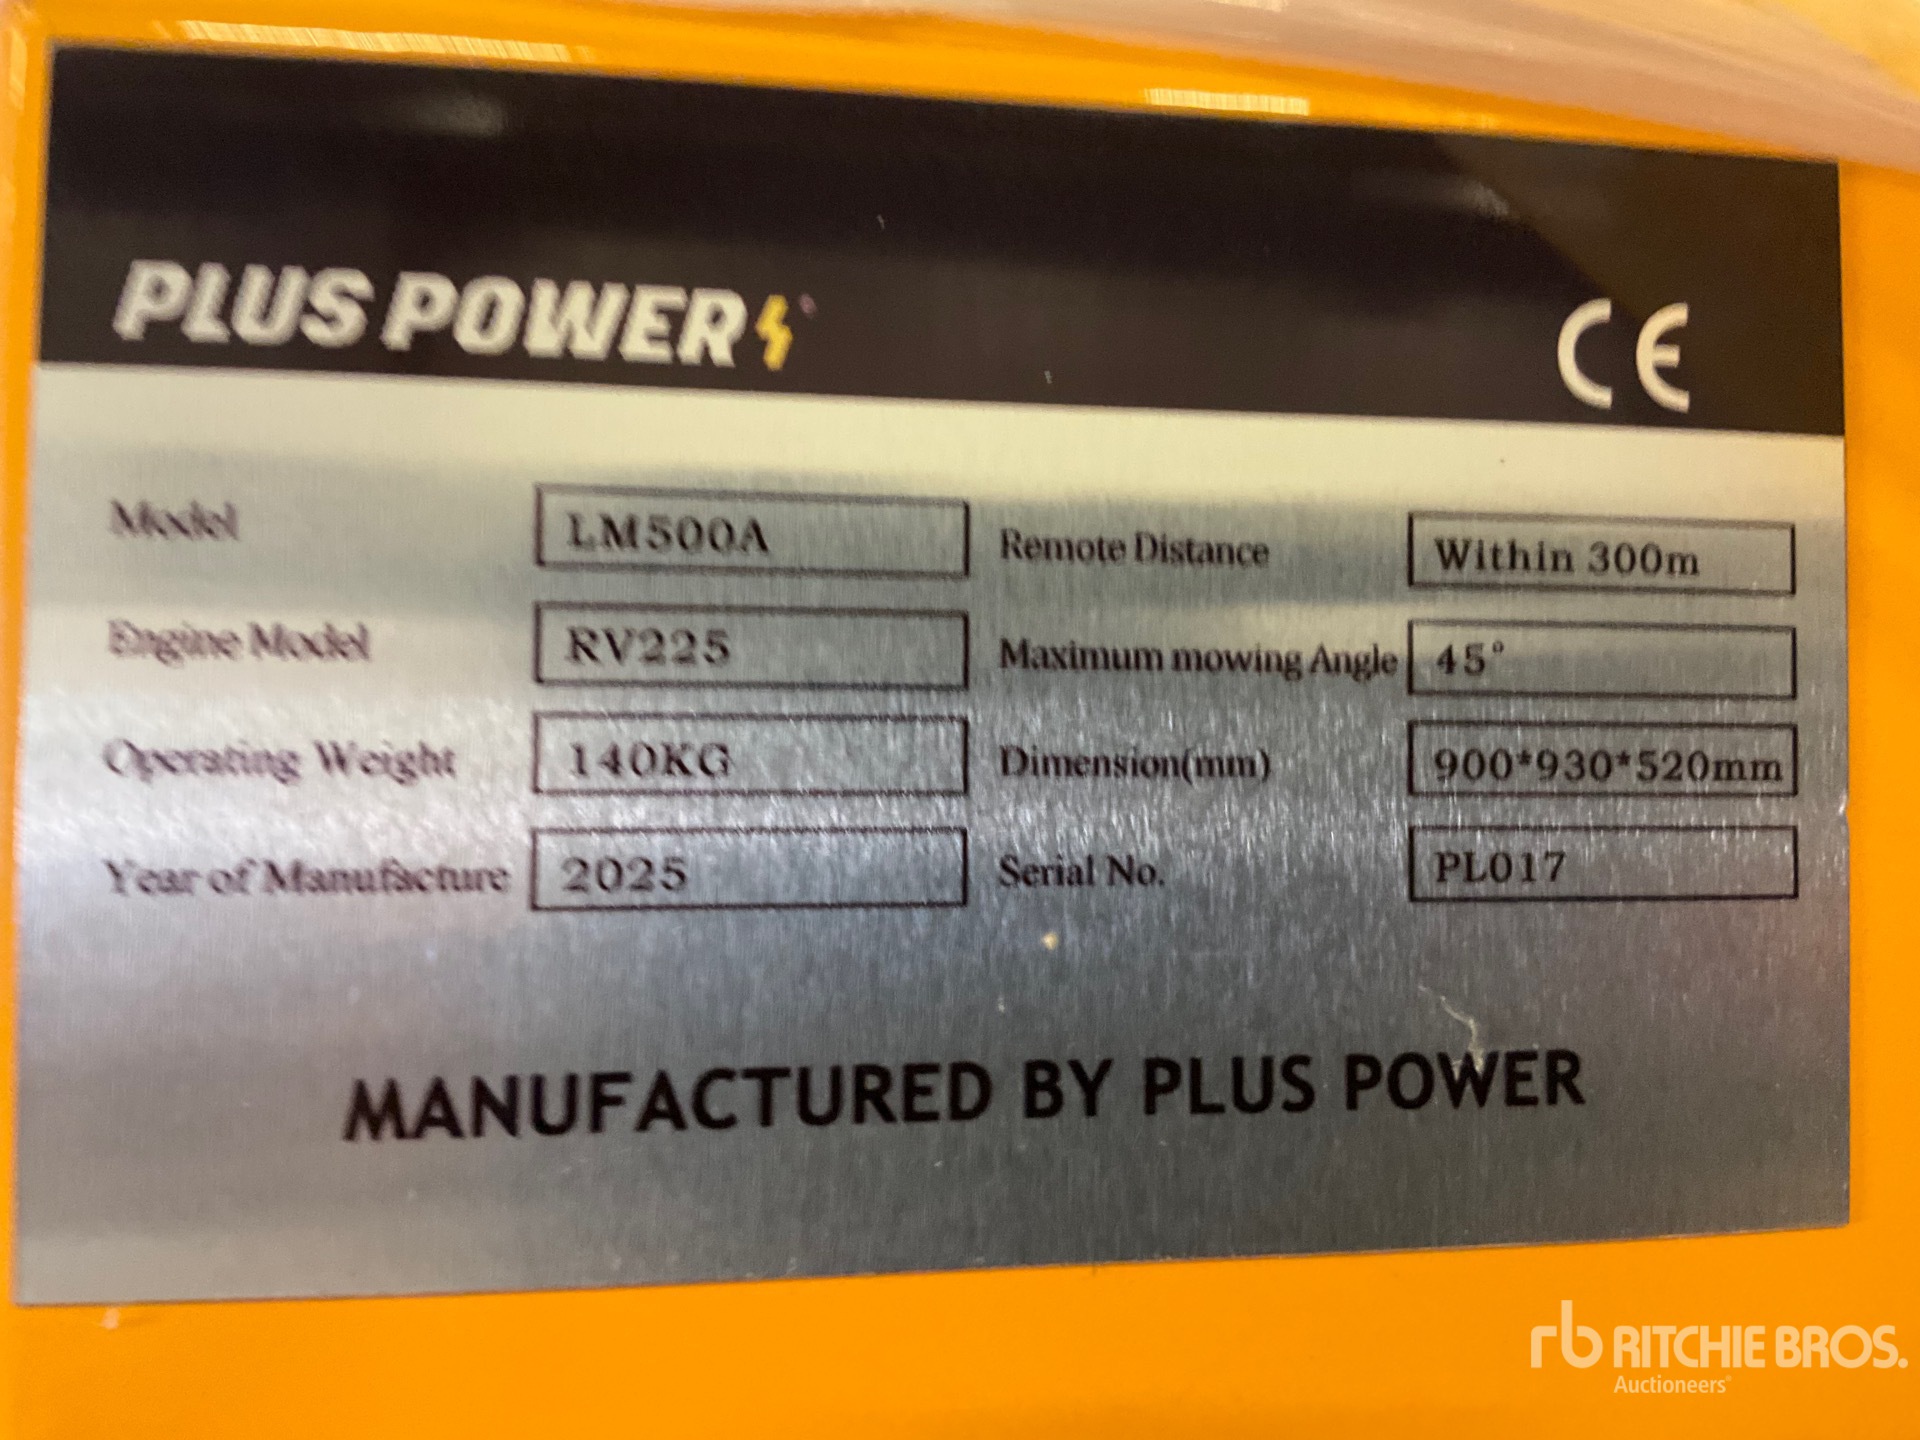 PLUS POWER
CE
Model LM500A Remote Distance Within 300m
Engine Model RV225 Maximum mowing Angle 45°
Operating Weight 140KG Dimension(mm) 900*930*520mm
Year of Manufacture 2025 Serial No. PL017
MANUFACTURED BY PLUS POWER
rb RITCHIE BROS.
Auctioneers